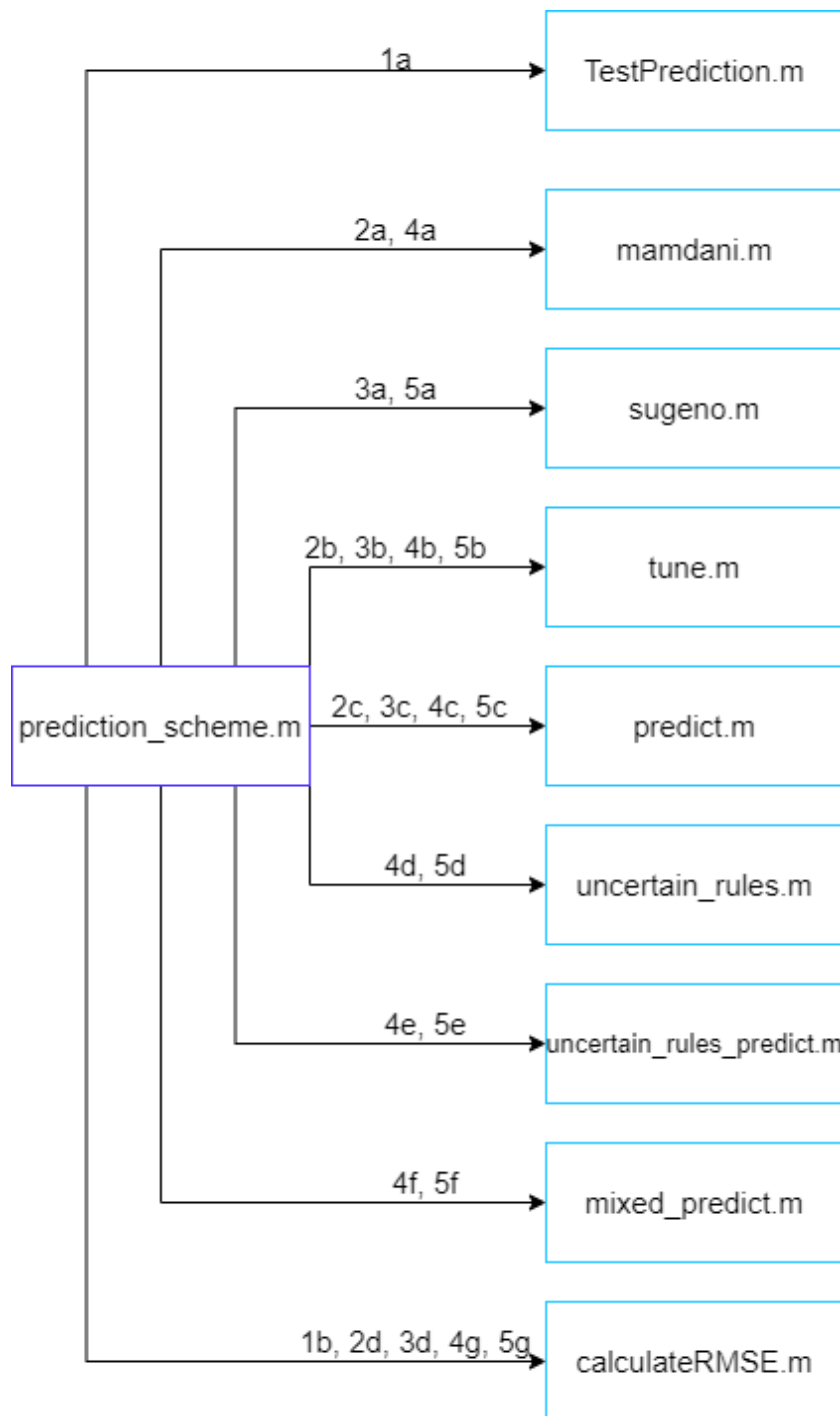 1a
TestPrediction.m
2a, 4a
mamdani.m
3a, 5a
sugeno.m
2b, 3b, 4b, 5b
tune.m
prediction_scheme.m
2c, 3c, 4c, 5c
predict.m
4d, 5d
uncertain_rules.m
4e, 5e
uncertain_rules_predict.m
4f, 5f
mixed_predict.m
1b, 2d, 3d, 4g, 5g
calculateRMSE.m